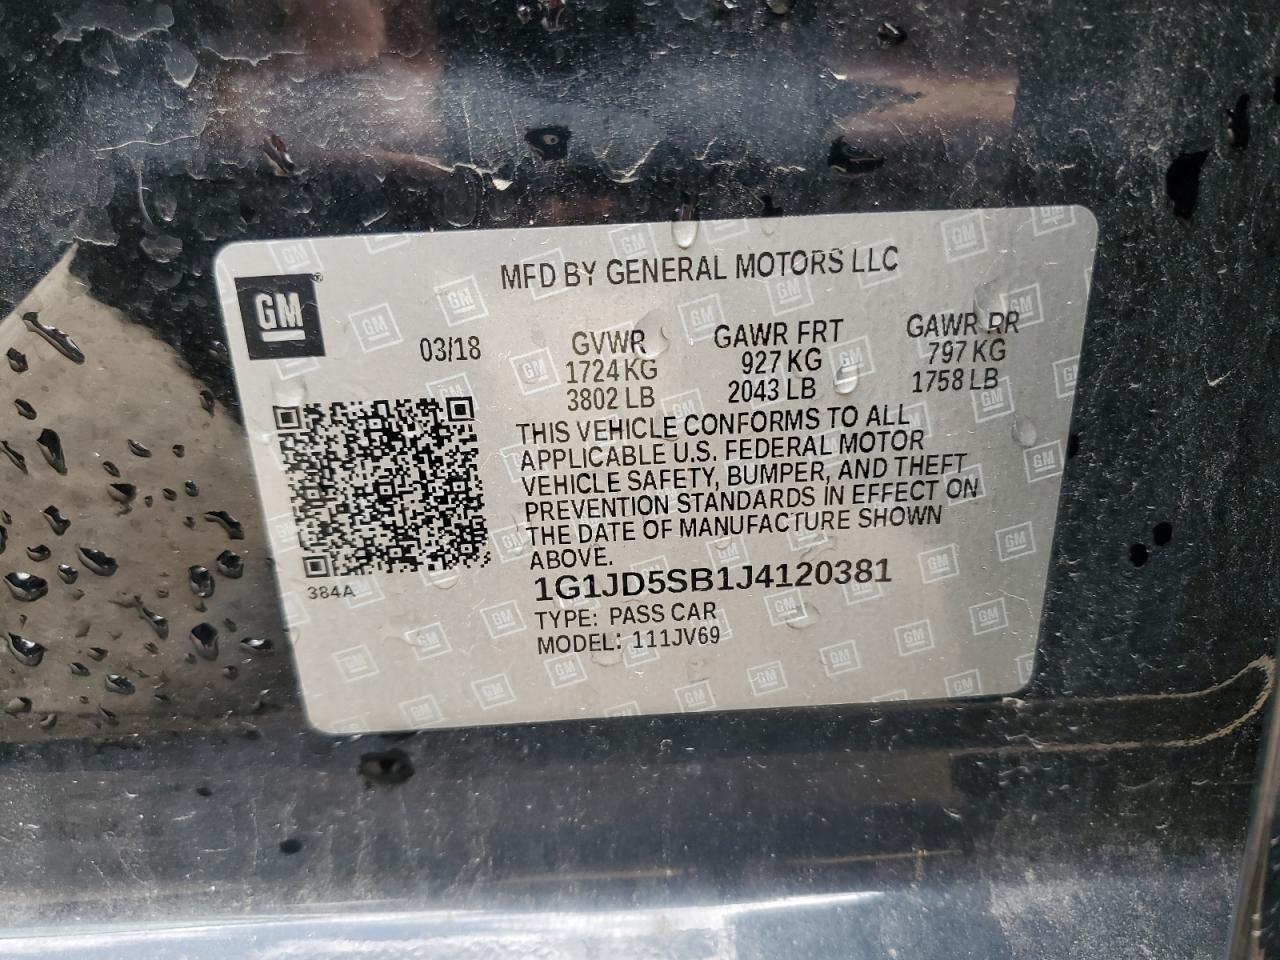 MFD BY GENERAL MOTORS LLC
GM
03/18
GVWR GAWR FRT GAWR RR
1724 KG 927 KG 797 KG
3802 LB 2043 LB 1758 LB
THIS VEHICLE CONFORMS TO ALL
APPLICABLE U.S. FEDERAL MOTOR
VEHICLE SAFETY, BUMPER, AND THEFT
PREVENTION STANDARDS IN EFFECT ON
THE DATE OF MANUFACTURE SHOWN
ABOVE.
384A
1G1JD5SB1J4120381
TYPE: PASS CAR
MODEL: 111JV69